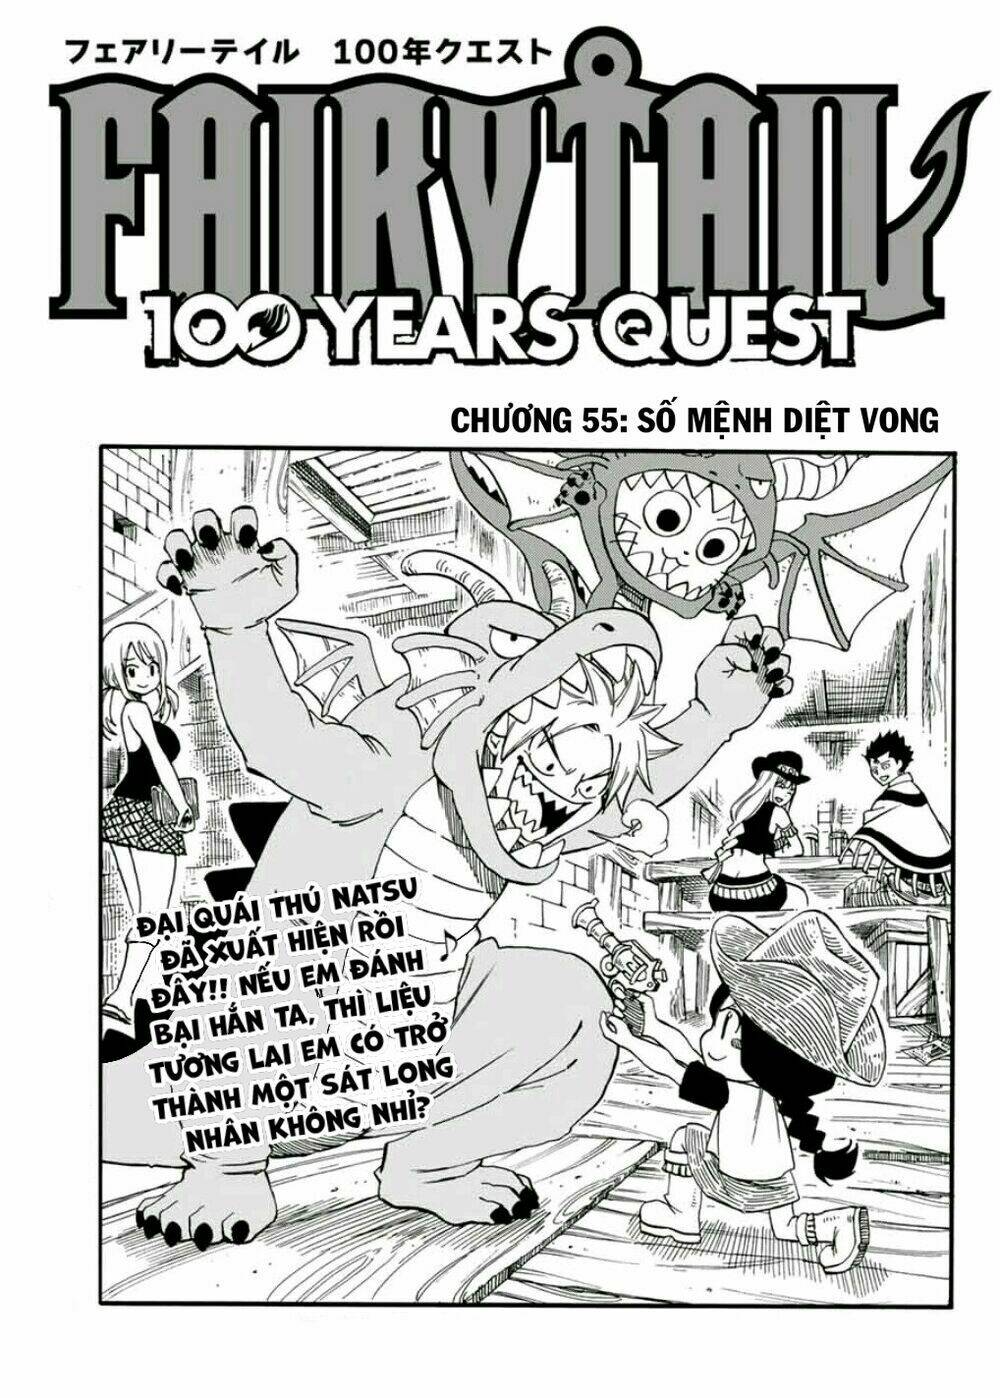 フェアリーテイル 100年クエスト
FAIRY TAIL
100 YEARS QUEST
CHƯƠNG 55: SỐ MỆNH DIỆT VONG
ĐẠI QUÁI THÚ NATSU
ĐÃ XUẤT HIỆN RỒI
ĐÂY!! NẾU EM ĐÁNH
BẠI HẮN TA, THÌ LIỆU
TƯƠNG LAI EM CÓ TRỞ
THÀNH MỘT SÁT LONG
NHÂN KHÔNG NHỈ?